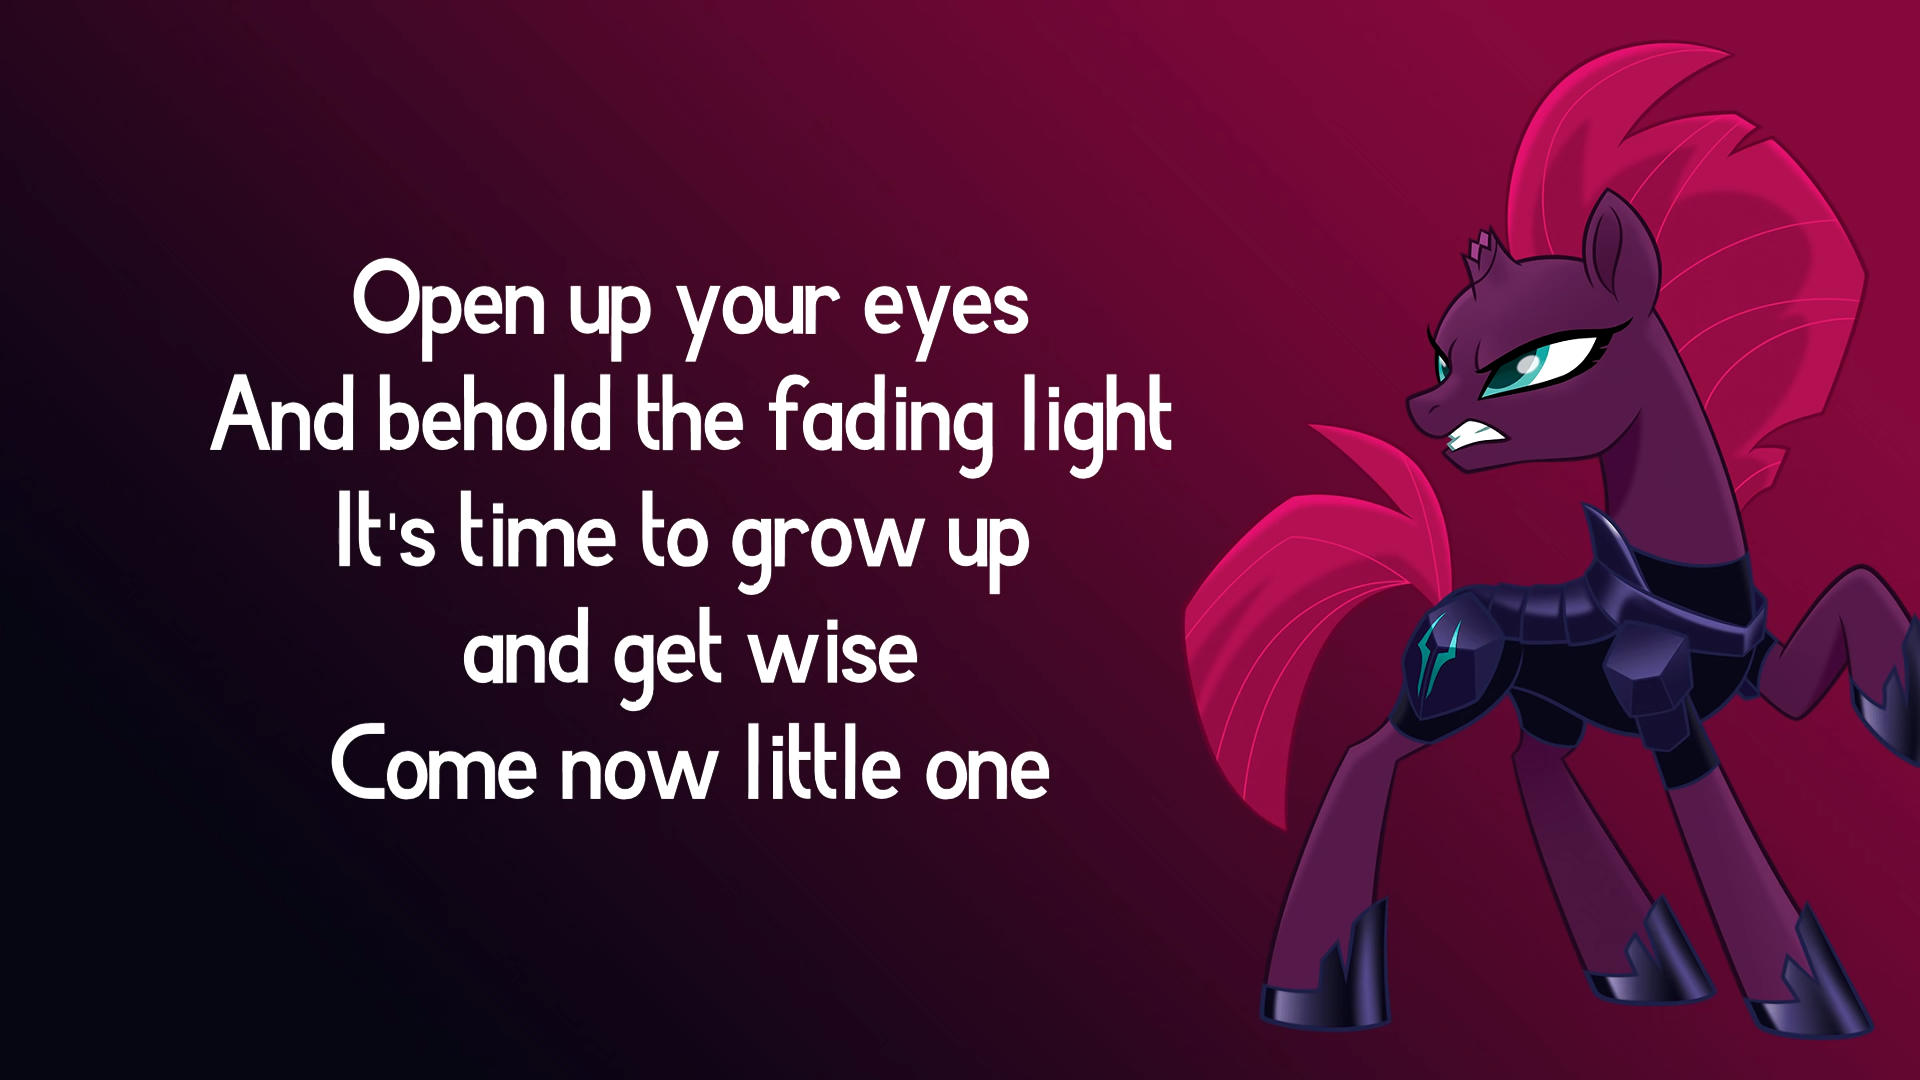 Open up your eyes
And behold the fading light
It's time to grow up
and get wise
Come now little one